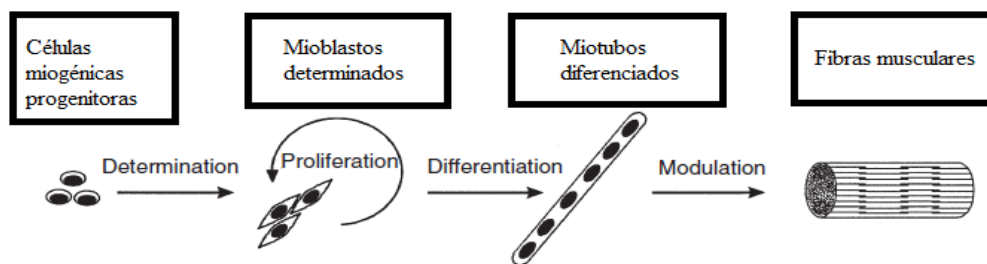 Células
miogénicas
progenitoras
Mioblastos
determinados
Miotubos
diferenciados
Fibras musculares
Determination
Proliferation
Differentiation
Modulation